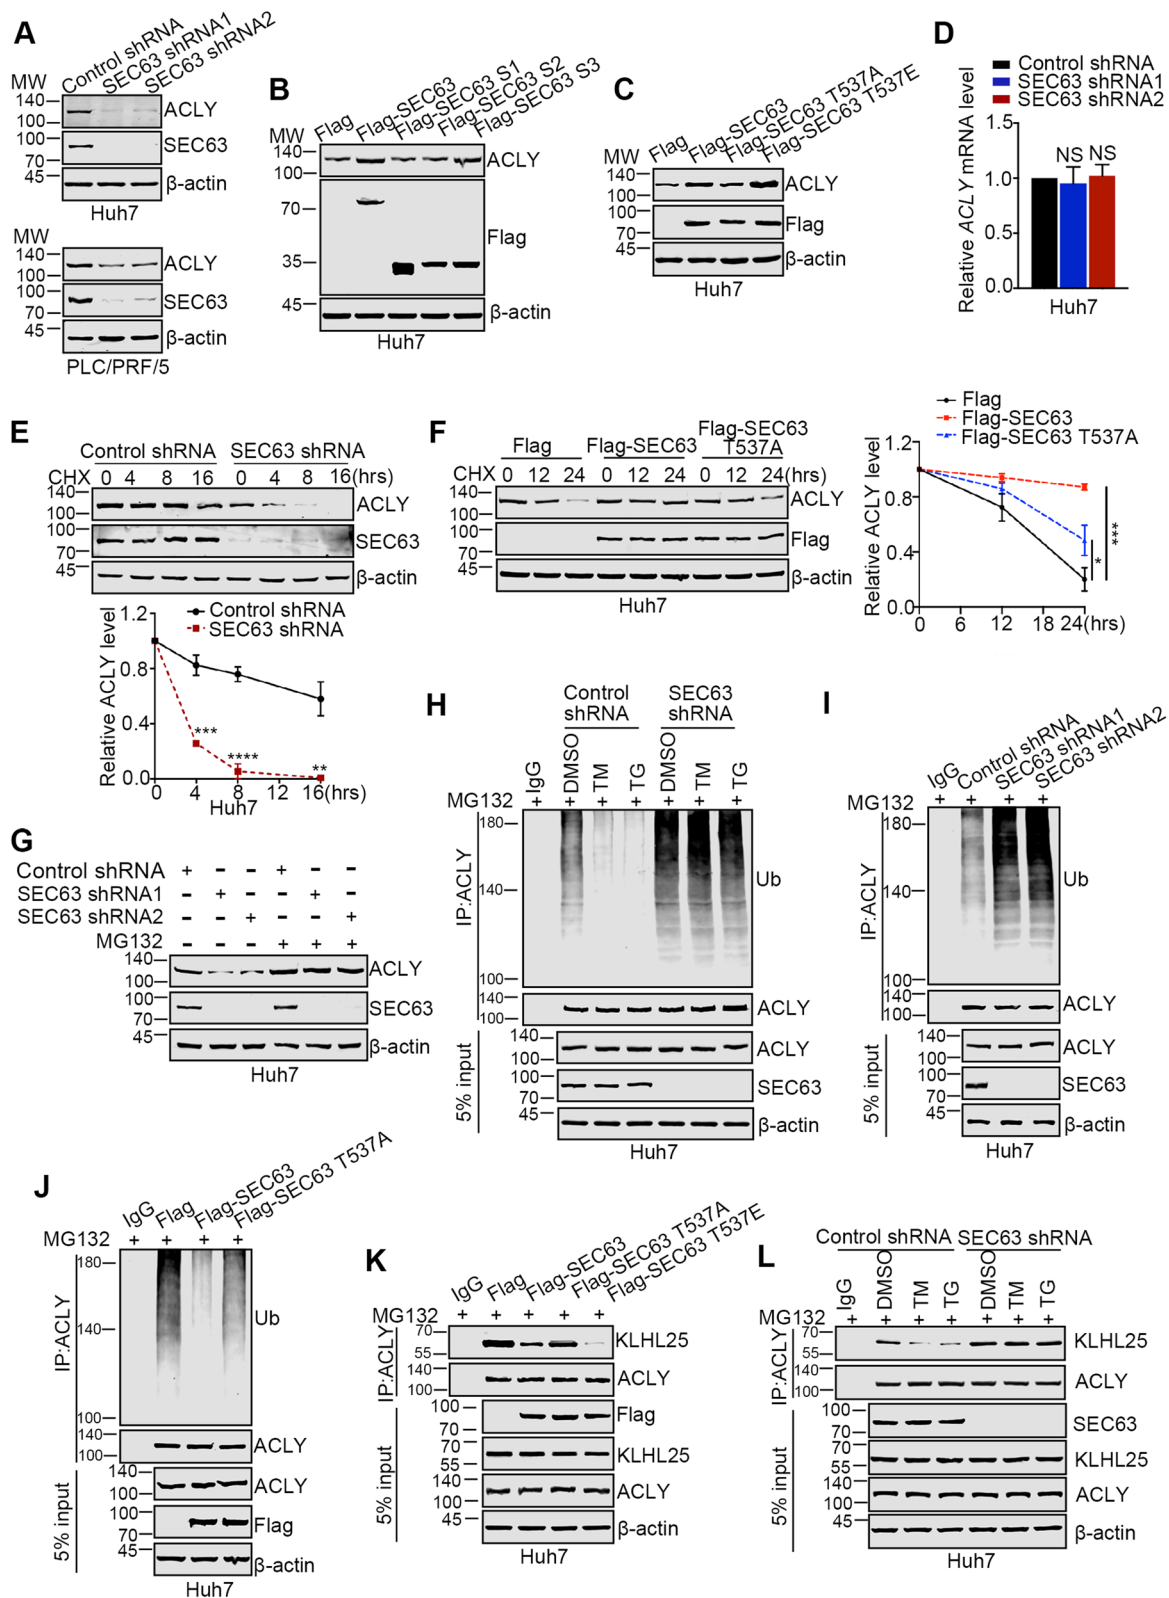 A
Control shRNA
SEC63 shRNA1
SEC63 shRNA2
MW
140
100
ACLY
100
70
SEC63
45
β-actin
Huh7
MW
140
100
ACLY
100
70
SEC63
45
β-actin
PLC/PRF/5
B
Flag
Flag-SEC63
Flag-SEC63 S1
Flag-SEC63 S2
Flag-SEC63 S3
MW
140
100
ACLY
70
35
Flag
45
β-actin
Huh7
C
Flag
Flag-SEC63
Flag-SEC63 T537A
Flag-SEC63 T537E
MW
140
100
ACLY
100
70
Flag
45
β-actin
Huh7
D
Control shRNA
SEC63 shRNA1
SEC63 shRNA2
Relative ACLY mRNA level
1.5
1.0
0.5
0.0
NS NS
Huh7
E
Control shRNA SEC63 shRNA
CHX 0 4 8 16 0 4 8 16(hrs)
140
100
ACLY
100
70
SEC63
45
β-actin
Control shRNA
SEC63 shRNA
Relative ACLY level
1.2
0.8
0.4
0.0
***
****
**
0 4 8 12 16(hrs)
Huh7
F
Flag Flag-SEC63 Flag-SEC63 T537A
CHX 0 12 24 0 12 24 0 12 24(hrs)
140
100
ACLY
100
70
Flag
45
β-actin
Huh7
Flag
Flag-SEC63
Flag-SEC63 T537A
Relative ACLY level
1.2
0.8
0.4
0.0
*
***
0 6 12 18 24(hrs)
G
Control shRNA + - - + - -
SEC63 shRNA1 - + - - + -
SEC63 shRNA2 - - + - - +
MG132 - - - + + +
140
100
ACLY
100
70
SEC63
45
β-actin
Huh7
H
Control shRNA
SEC63 shRNA
IgG
DMSO
TM
TG
DMSO
TM
TG
MG132 + + + + + + +
IP:ACLY
180
140
100
Ub
140
100
ACLY
5% input
140
100
ACLY
100
70
SEC63
45
β-actin
Huh7
I
IgG
Control shRNA
SEC63 shRNA1
SEC63 shRNA2
MG132 + + + +
IP:ACLY
180
140
100
Ub
140
100
ACLY
5% input
140
100
ACLY
100
70
SEC63
45
β-actin
Huh7
J
IgG
Flag
Flag-SEC63
Flag-SEC63 T537A
MG132 + + + +
IP:ACLY
180
140
100
Ub
140
100
ACLY
5% input
140
100
ACLY
100
70
Flag
45
β-actin
Huh7
K
IgG
Flag
Flag-SEC63
Flag-SEC63 T537A
Flag-SEC63 T537E
MG132 + + + + +
IP:ACLY
70
55
KLHL25
140
100
ACLY
5% input
100
70
Flag
70
55
KLHL25
140
100
ACLY
45
β-actin
Huh7
L
Control shRNA SEC63 shRNA
IgG
DMSO
TM
TG
DMSO
TM
TG
MG132 + + + + + + +
IP:ACLY
70
55
KLHL25
140
100
ACLY
5% input
100
70
SEC63
70
55
KLHL25
140
100
ACLY
45
β-actin
Huh7